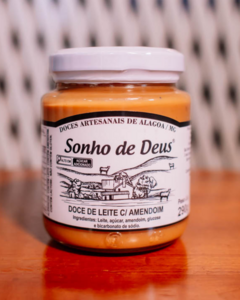 DOCES ARTESANAIS DE ALAGOA / MG
Sonho de Deus
DOCE DE LEITE C/ AMENDOIM
Ingredientes: Leite, açúcar, amendoim, glucose
e bicarbonato de sódio.